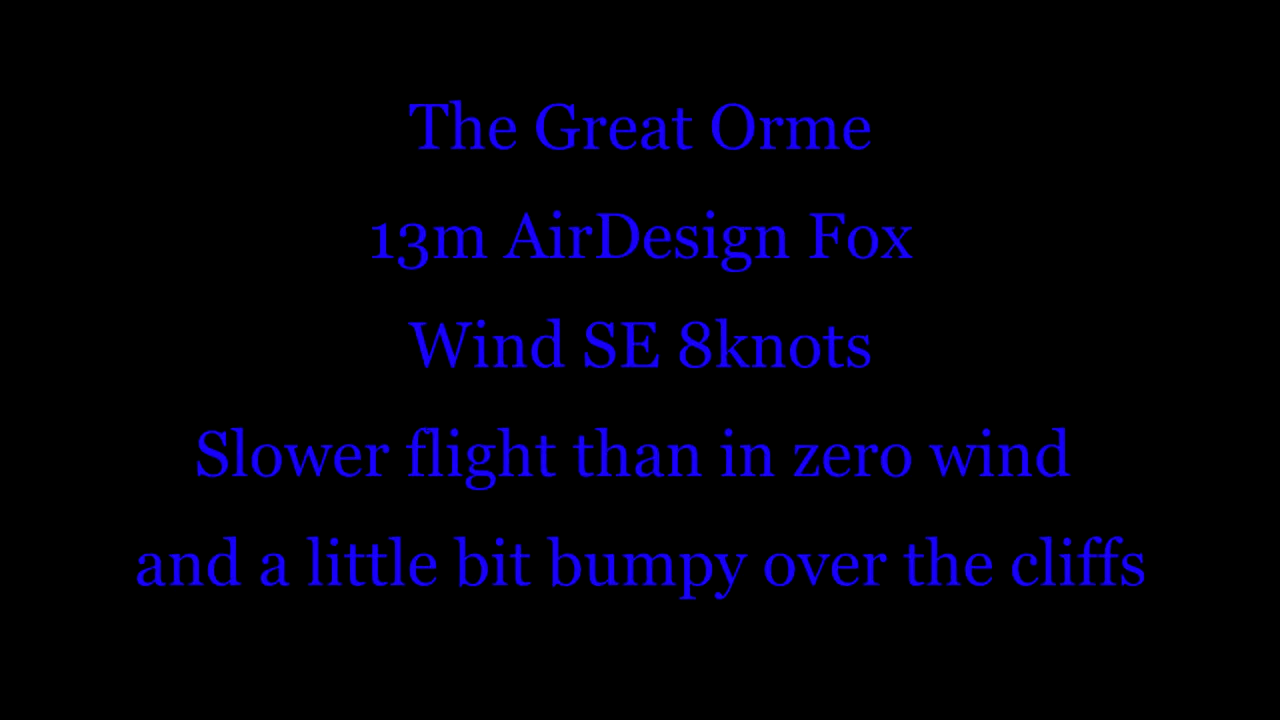 The Great Orme
13m AirDesign Fox
Wind SE 8knots
Slower flight than in zero wind
and a little bit bumpy over the cliffs